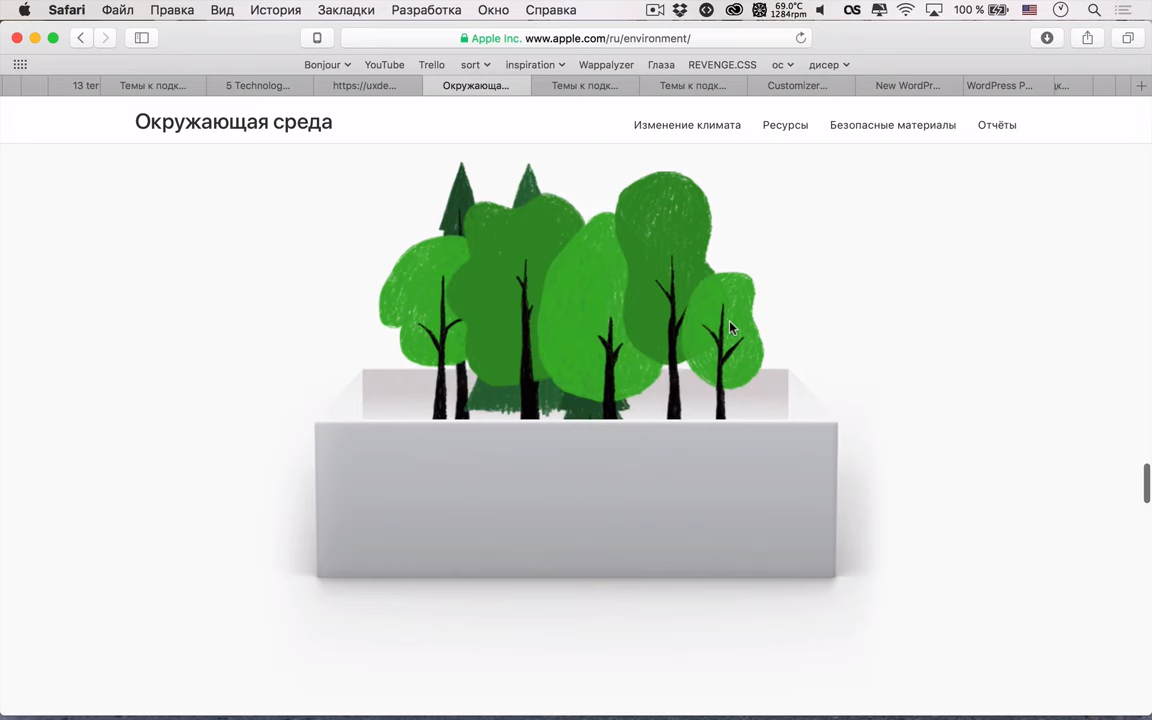 Safari Файл Правка Вид История Закладки Разработка Окно Справка 69.0°C 1284rpm 100 %
Apple Inc. www.apple.com/ru/environment/
Bonjour YouTube Trello sort inspiration Wappalyzer Глаза REVENGE.CSS ос дисер
13 ter Темы к подк... 5 Technolog... https://uxde... Окружающа... Темы к подк... Темы к подк... Customizer... New WordPr... WordPress P...
Окружающая среда Изменение климата Ресурсы Безопасные материалы Отчёты